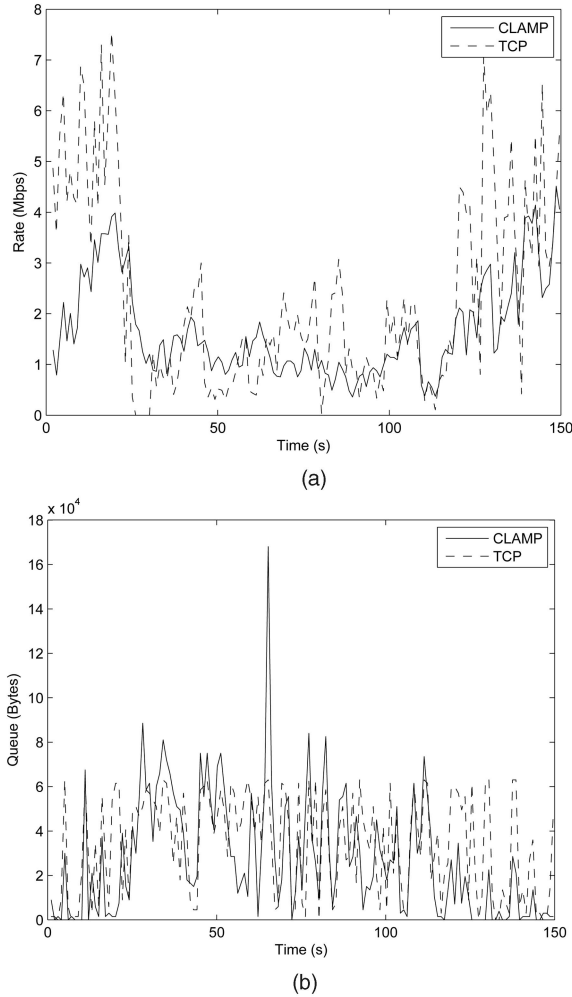 8
7
6
5
4
3
2
1
0
Rate (Mbps)
CLAMP
TCP
0 50 100 150
Time (s)
(a)
x 10^4
18
16
14
12
10
8
6
4
2
0
Queue (Bytes)
CLAMP
TCP
0 50 100 150
Time (s)
(b)